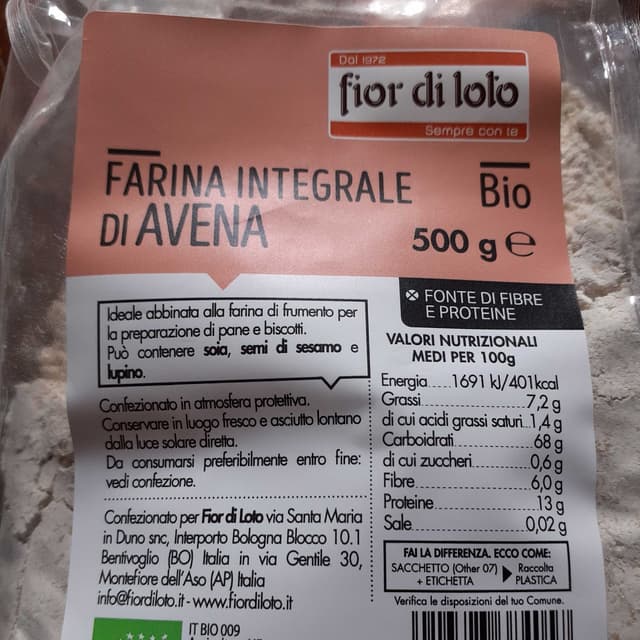 Dal 1972
fior di loto
Sempre con te
FARINA INTEGRALE
DI AVENA
Bio
500 g ℮
Ideale abbinata alla farina di frumento per
la preparazione di pane e biscotti.
Può contenere soia, semi di sesamo e
lupino.
Confezionato in atmosfera protettiva.
Conservare in luogo fresco e asciutto lontano
dalla luce solare diretta.
Da consumarsi preferibilmente entro fine:
vedi confezione.
Confezionato per Fior di Loto via Santa Maria
in Duno snc, Interporto Bologna Blocco 10.1
Bentivoglio (BO) Italia in via Gentile 30,
Montefiore dell'Aso (AP) Italia
info@fiordiloto.it - www.fiordiloto.it
IT BIO 009
FONTE DI FIBRE
E PROTEINE
VALORI NUTRIZIONALI
MEDI PER 100g
Energia.....1691 kJ/401kcal
Grassi.....7,2 g
di cui acidi grassi saturi..1,4 g
Carboidrati.....68 g
di cui zuccheri.....0,6 g
Fibre.....6,0 g
Proteine.....13 g
Sale.....0,02 g
FAI LA DIFFERENZA. ECCO COME:
SACCHETTO (Other 07) Raccolta
+ ETICHETTA PLASTICA
Verifica le disposizioni del tuo Comune.